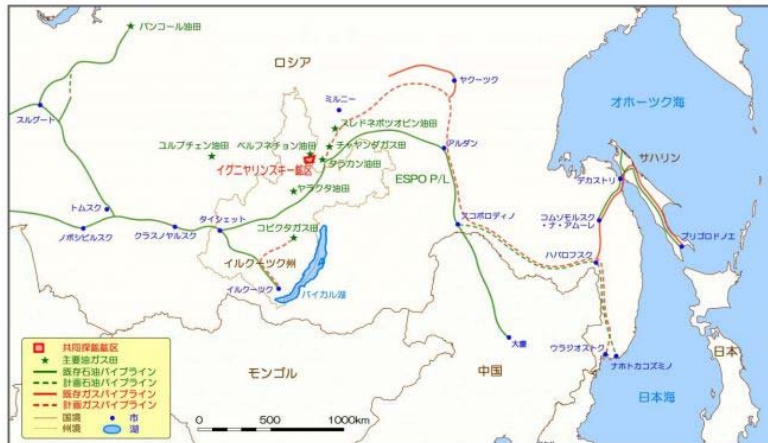 バンコール油田
ロシア
オホーツク海
ヤクーツク
ミルニー
スルグート
スレドネボツオビン油田
ユルブチェン油田
ベルフネチョン油田
チャヤンダガス田
アルダン
サハリン
イグニャリンスキー鉱区
タラカン油田
デカストリ
ESPO P/L
ヤラクタ油田
トムスク
コムソモルスク
・ナ・アムーレ
タイシェット
スコボロディノ
プリゴロドノエ
ノボシビルスク
クラスノヤルスク
コビクタガス田
ハバロフスク
イルクーツク州
イルクーツク
バイカル湖
大慶
ウラジオストク
ナホトカコズミノ
日本
モンゴル
中国
日本海
共同探鉱鉱区
主要油ガス田
既存石油パイプライン
計画石油パイプライン
既存ガスパイプライン
計画ガスパイプライン
国境
市
州境
湖
0 500 1000km